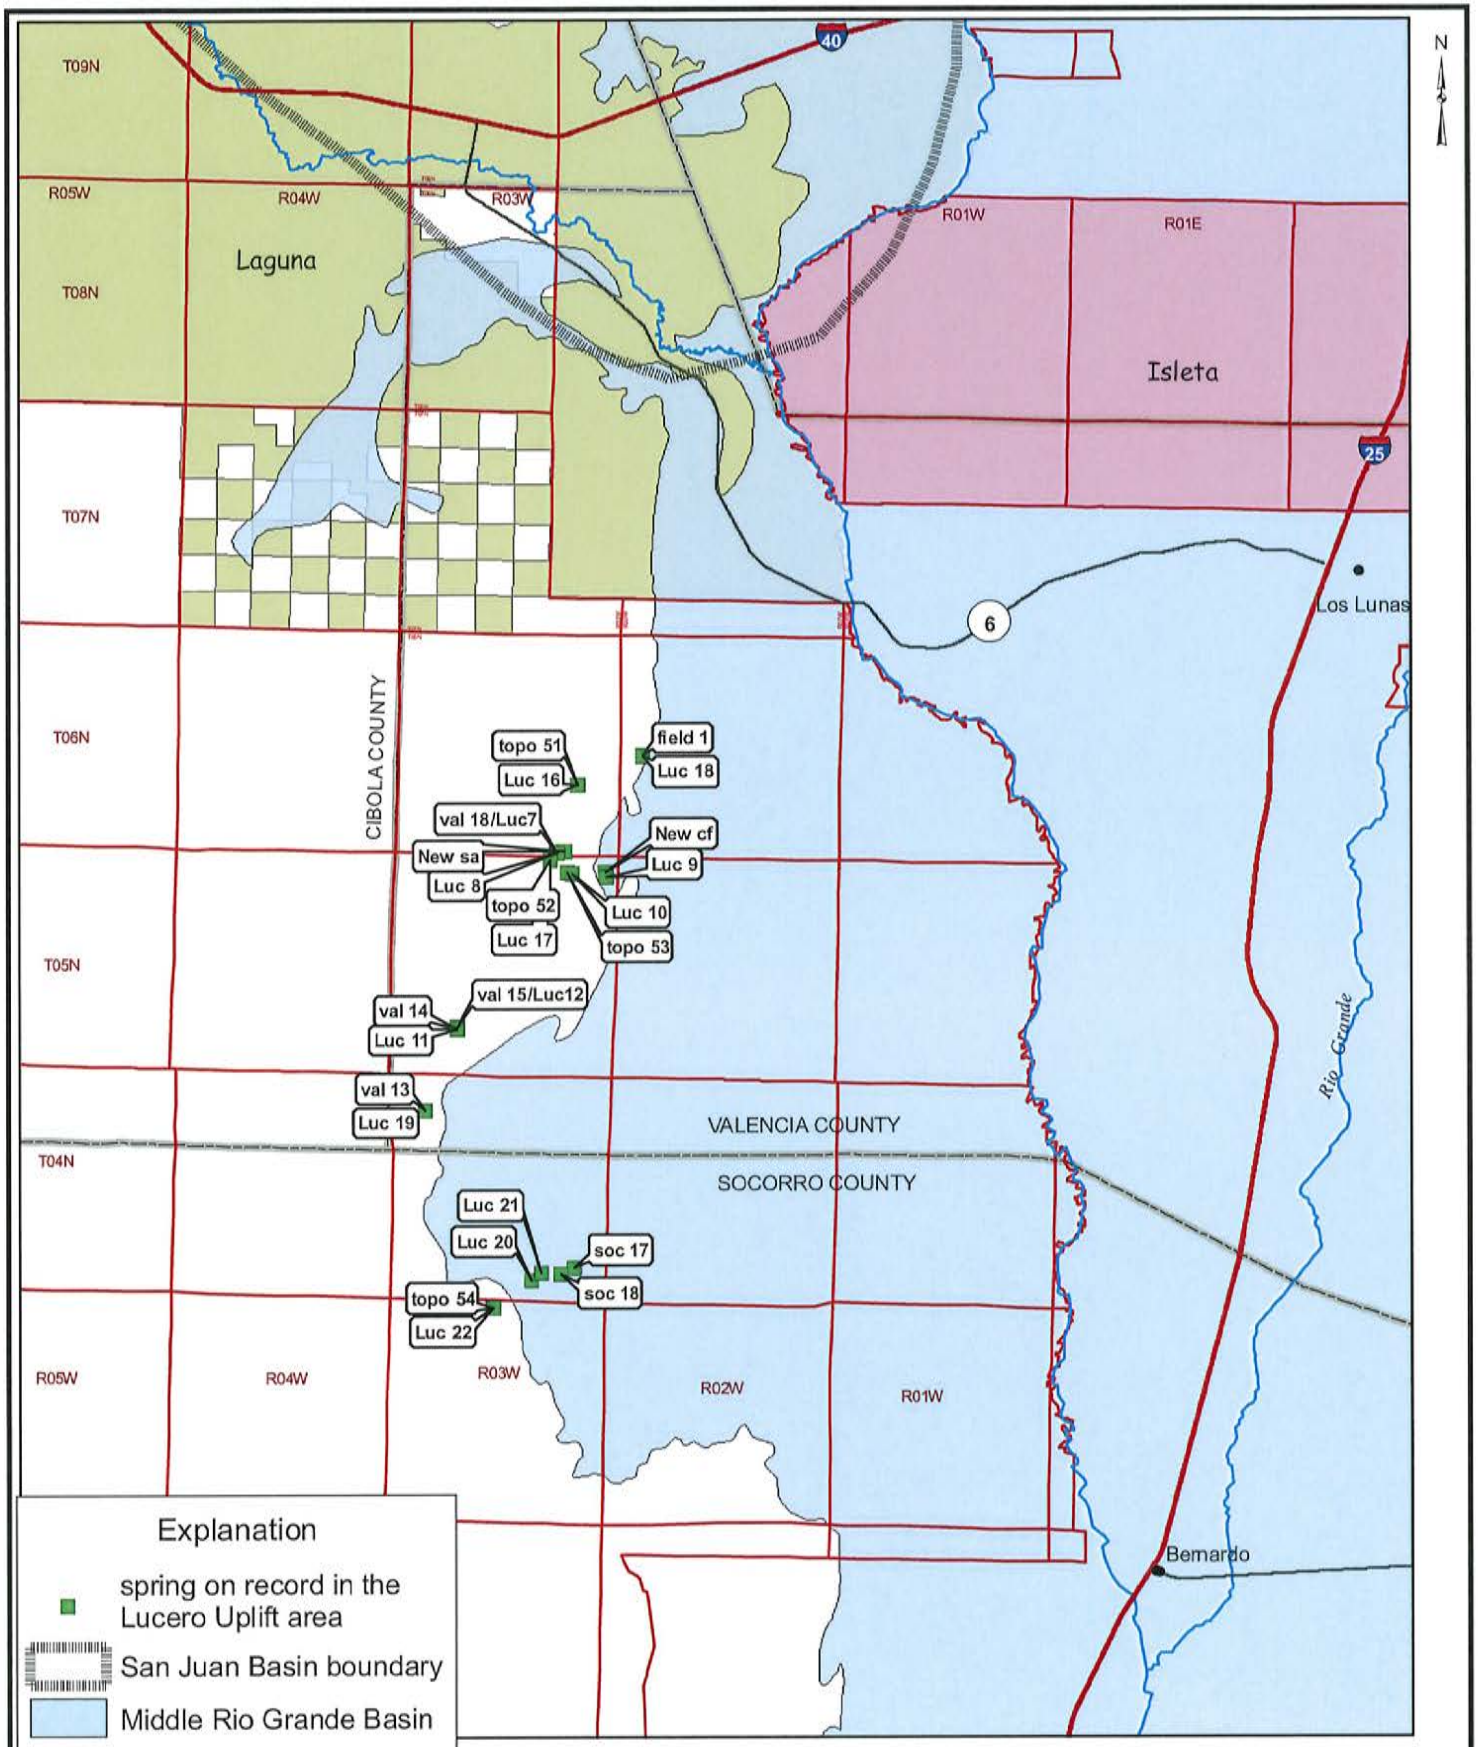 N
40
T09N
R05W
R04W
R03W
R01W
R01E
Laguna
T08N
Isleta
25
T07N
Los Lunas
6
CIBOLA COUNTY
T06N
field 1
topo 51
Luc 18
Luc 16
val 18/Luc7
New cf
New sa
Luc 9
Luc 8
topo 52
Luc 10
Luc 17
topo 53
T05N
val 15/Luc12
val 14
Luc 11
Rio Grande
val 13
Luc 19
VALENCIA COUNTY
T04N
SOCORRO COUNTY
Luc 21
Luc 20
soc 17
soc 18
topo 54
Luc 22
R05W
R04W
R03W
R02W
R01W
Explanation
spring on record in the
Lucero Uplift area
San Juan Basin boundary
Middle Rio Grande Basin
Bernardo